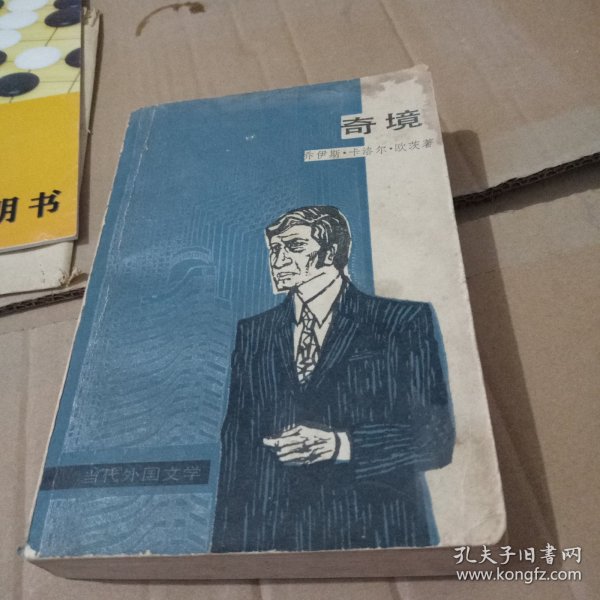 奇境
乔伊斯·卡洛尔·欧茨著
当代外国文学
明书
孔夫子旧书网
www.kongfz.com